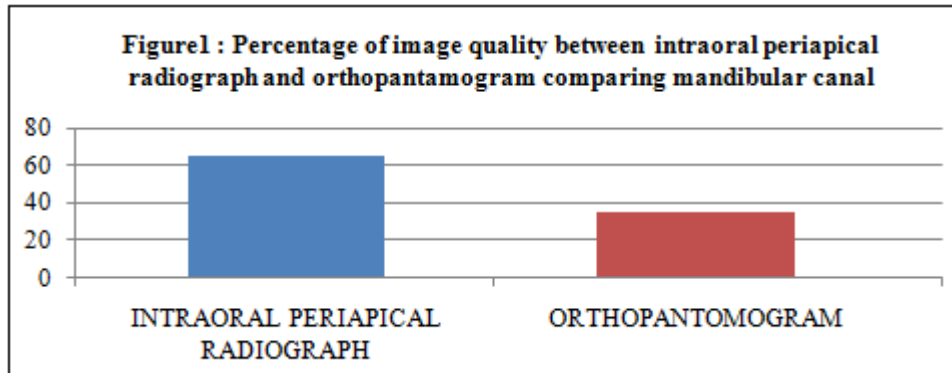 Figure1 : Percentage of image quality between intraoral periapical
radiograph and orthopantamogram comparing mandibular canal
80
60
40
20
0
INTRAORAL PERIAPICAL
RADIOGRAPH
ORTHOPANTOMOGRAM